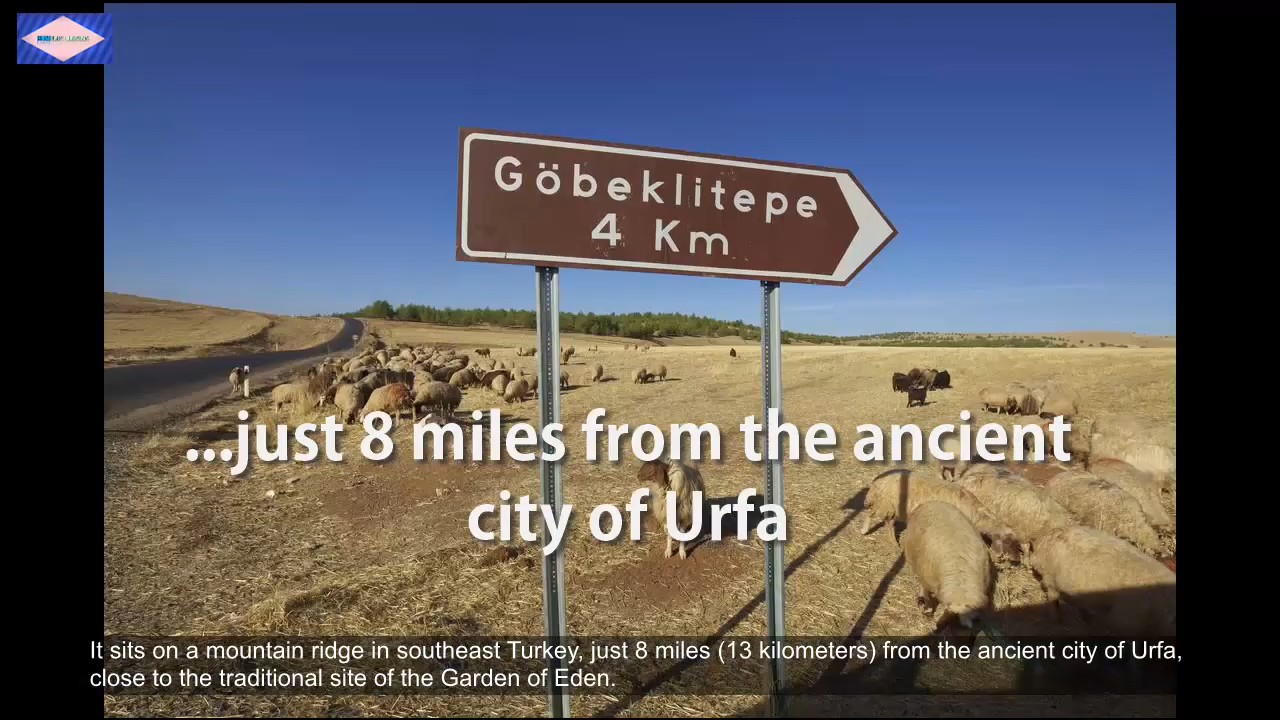 Göbeklitepe
4 Km
...just 8 miles from the ancient
city of Urfa
It sits on a mountain ridge in southeast Turkey, just 8 miles (13 kilometers) from the ancient city of Urfa,
close to the traditional site of the Garden of Eden.